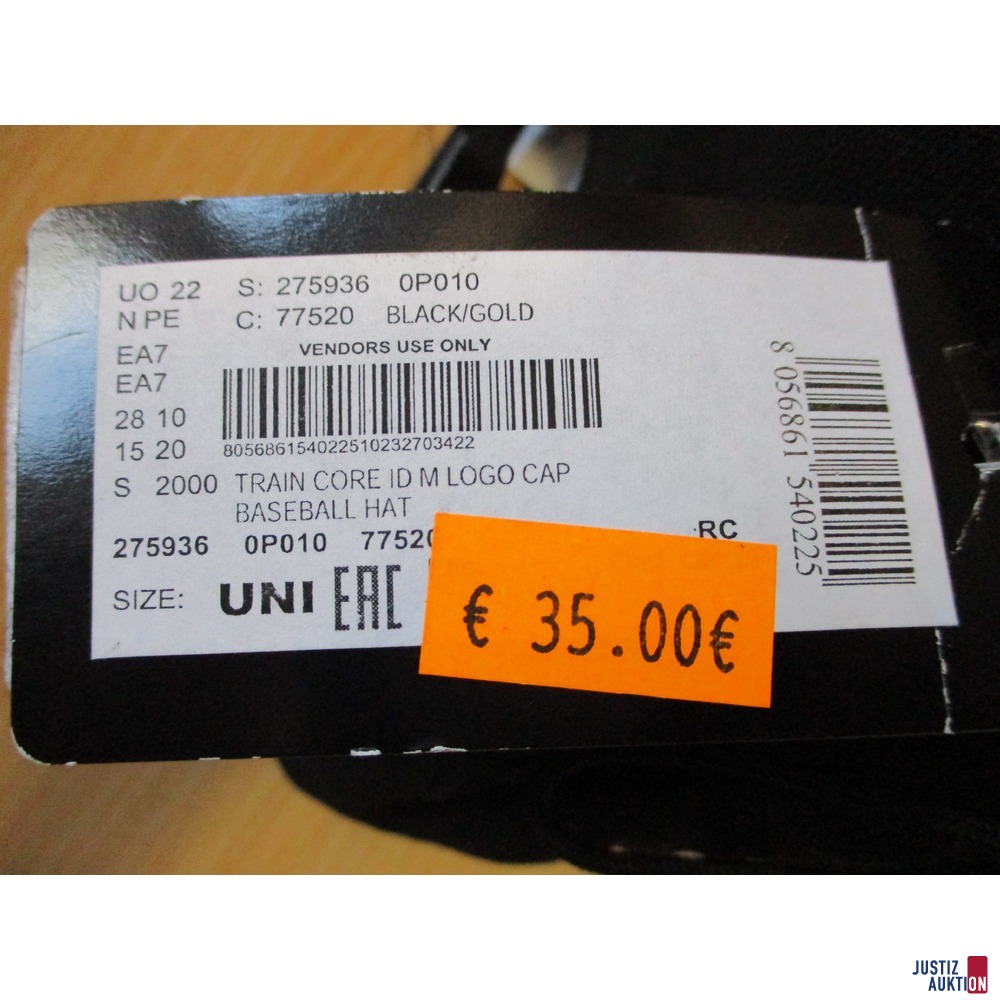 UO 22 S: 275936 0P010
N PE C: 77520 BLACK/GOLD
EA7 VENDORS USE ONLY
EA7
28 10
15 20 805686154022510232703422
S 2000 TRAIN CORE ID M LOGO CAP
BASEBALL HAT
275936 0P010 7752
RC
SIZE: UNI EAC
€ 35.00€
8 056861 540225
JUSTIZ
AUKTION